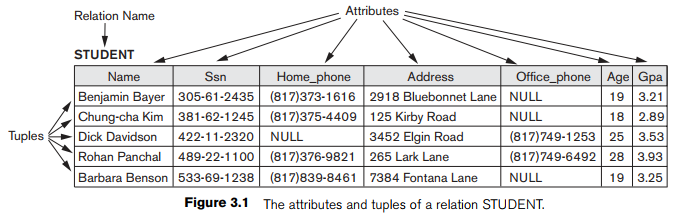 Relation Name
Attributes
STUDENT
Name Ssn Home_phone Address Office_phone Age Gpa
Benjamin Bayer 305-61-2435 (817)373-1616 2918 Bluebonnet Lane NULL 19 3.21
Chung-cha Kim 381-62-1245 (817)375-4409 125 Kirby Road NULL 18 2.89
Tuples Dick Davidson 422-11-2320 NULL 3452 Elgin Road (817)749-1253 25 3.53
Rohan Panchal 489-22-1100 (817)376-9821 265 Lark Lane (817)749-6492 28 3.93
Barbara Benson 533-69-1238 (817)839-8461 7384 Fontana Lane NULL 19 3.25
Figure 3.1 The attributes and tuples of a relation STUDENT.